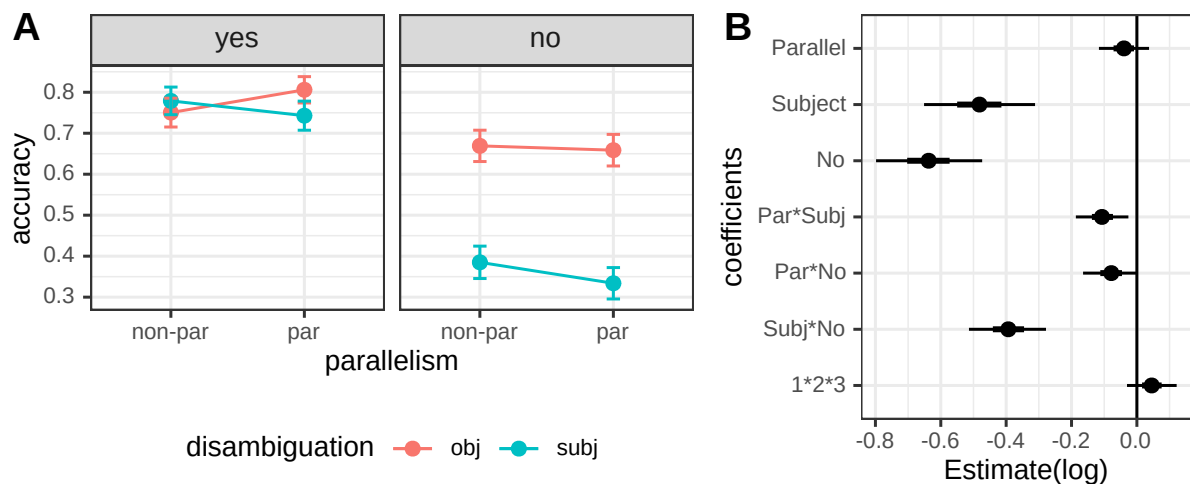 A
yes
no
accuracy
0.8
0.7
0.6
0.5
0.4
0.3
non-par
par
non-par
par
parallelism
disambiguation
obj
subj
B
coefficients
Parallel
Subject
No
Par*Subj
Par*No
Subj*No
1*2*3
-0.8
-0.6
-0.4
-0.2
0.0
Estimate(log)